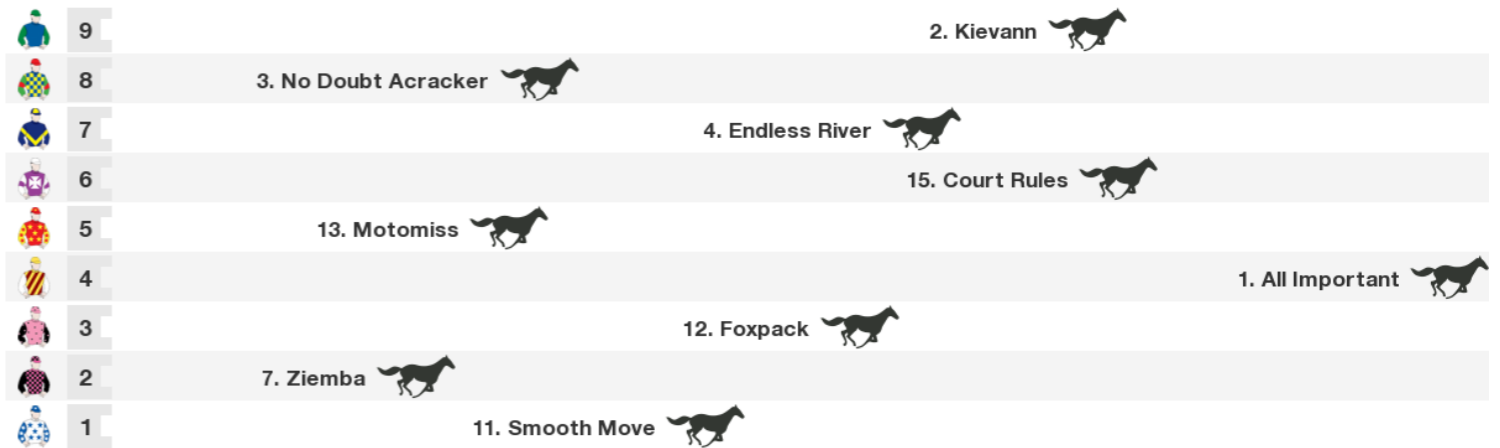 9 2. Kievann
8 3. No Doubt Acracker
7 4. Endless River
6 15. Court Rules
5 13. Motomiss
4 1. All Important
3 12. Foxpack
2 7. Ziemba
1 11. Smooth Move